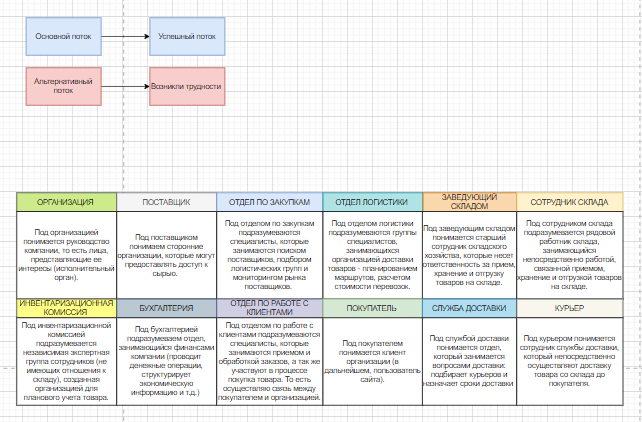 Основной поток
Успешный поток
Альтернативный
поток
Возникли трудности
ОРГАНИЗАЦИЯ
ПОСТАВЩИК
ОТДЕЛ ПО ЗАКУПКАМ
ОТДЕЛ ЛОГИСТИКИ
ЗАВЕДУЮЩИЙ
СКЛАДОМ
СОТРУДНИК СКЛАДА
Под организацией
понимается руководство
компании, то есть лица,
представляющие ее
интересы (исполнительный
орган).
Под поставщиком
понимаем сторонние
организации, которые могут
предоставлять доступ к
сырью.
Под отделом по закупкам
подразумеваются
специалисты, которые
занимаются поиском
поставщиков, подбором
логистических групп и
мониторингом рынка
поставщиков.
Под отделом логистики
подразумевается группы
специалистов,
занимающихся
организацией доставки
товаров - планированием
маршрутов, расчетом
стоимости перевозок.
Под заведующим складом
понимается старший
сотрудник складского
хозяйства, которые несет
ответственность за прием,
хранение и отгрузку
товаров на складе.
Под сотрудником склада
подразумевается рядовой
работник склада,
занимающийся
непосредственно работой,
связанной приемом,
хранение и отгрузкой товаров
на складе.
ИНВЕНТАРИЗАЦИОННАЯ
КОМИССИЯ
БУХГАЛТЕРИЯ
ОТДЕЛ ПО РАБОТЕ С
КЛИЕНТАМИ
ПОКУПАТЕЛЬ
СЛУЖБА ДОСТАВКИ
КУРЬЕР
Под инвентаризационной
комиссией
подразумевается
независимая экспертная
группа сотрудников (не
имеющих отношения к
складу), созданная
организацией для
планового учета товара.
Под бухгалтерией
подразумеваем отдел,
занимающийся финансами
компании (проводит
денежные операции,
структурирует
экономическую
информацию и т.д.)
Под отделом по работе с
клиентами подразумеваются
специалисты, которые
занимаются приемом и
обработкой заказа, а так же
участвуют в процессе
покупка товара. То есть
осуществляю связь между
покупателем и организацией.
Под покупателем
понимается клиент
организации (в
дальнейшем, пользователь
сайта).
Под службой доставки
понимается отдел,
который занимается
вопросами доставки:
подбирает курьеров и
назначает сроки доставки
Под курьером понимается
сотрудник службы доставки,
который непосредственно
осуществляют доставку
товара со склада до
покупателя.